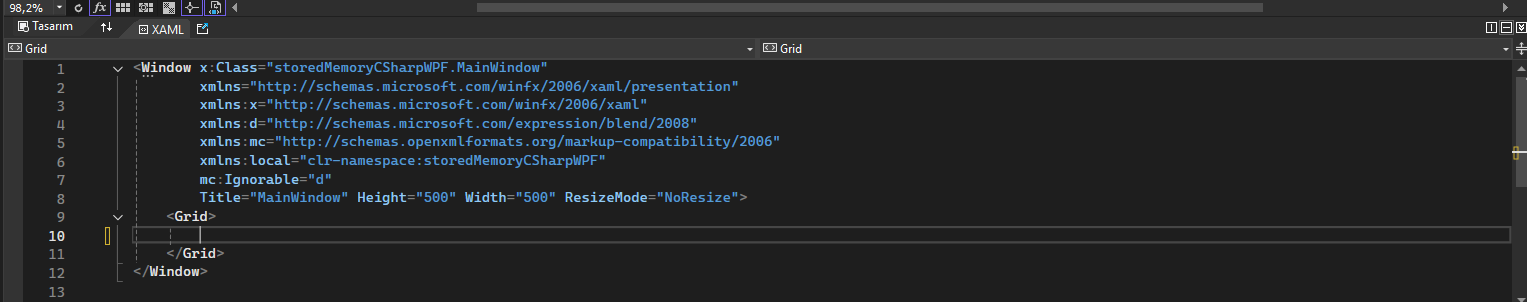 98,2%
Tasarım XAML
Grid Grid
1 <Window x:Class="storedMemoryCSharpWPF.MainWindow"
2 xmlns="http://schemas.microsoft.com/winfx/2006/xaml/presentation"
3 xmlns:x="http://schemas.microsoft.com/winfx/2006/xaml"
4 xmlns:d="http://schemas.microsoft.com/expression/blend/2008"
5 xmlns:mc="http://schemas.openxmlformats.org/markup-compatibility/2006"
6 xmlns:local="clr-namespace:storedMemoryCSharpWPF"
7 mc:Ignorable="d"
8 Title="MainWindow" Height="500" Width="500" ResizeMode="NoResize">
9 <Grid>
10
11 </Grid>
12 </Window>
13